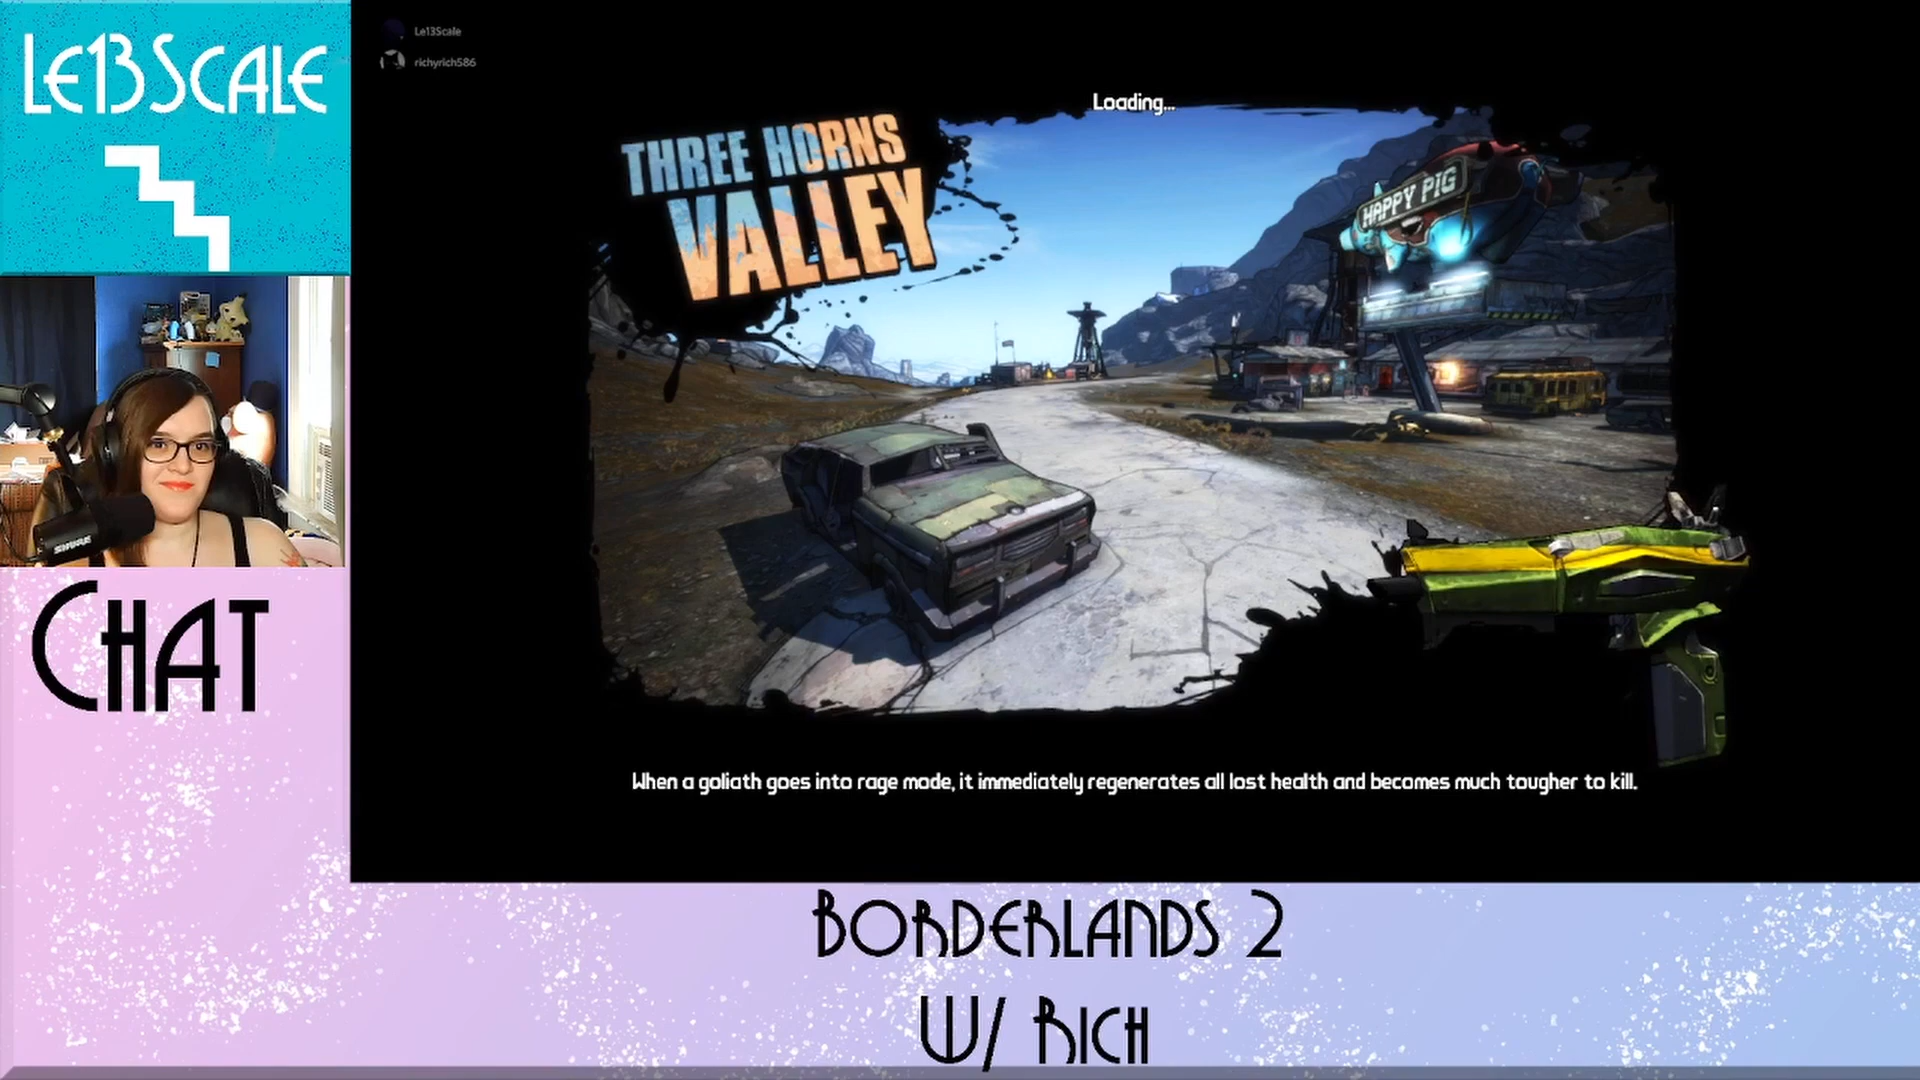 Le13Scale
Le13Scale
richyrich586
Loading...
THREE HORNS
VALLEY
HAPPY PIG
SHURE
Chat
When a goliath goes into rage mode, it immediately regenerates all lost health and becomes much tougher to kill.
Borderlands 2
W/ Rich